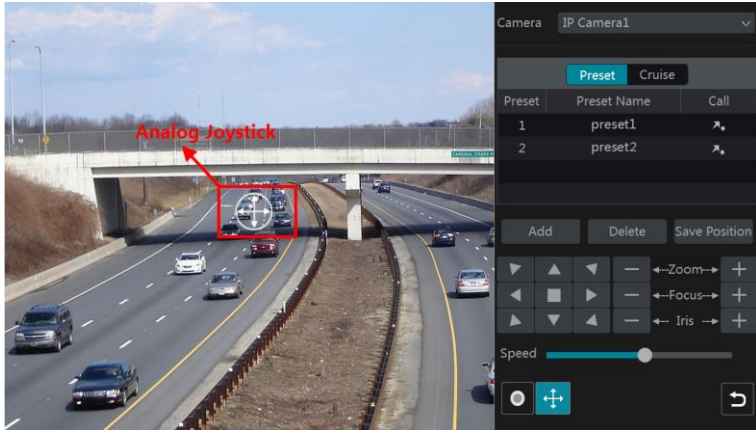 Camera IP Camera1
Preset Cruise
Preset Preset Name Call
1 preset1
2 preset2
Analog Joystick
Add Delete Save Position
Zoom
Focus
Iris
Speed